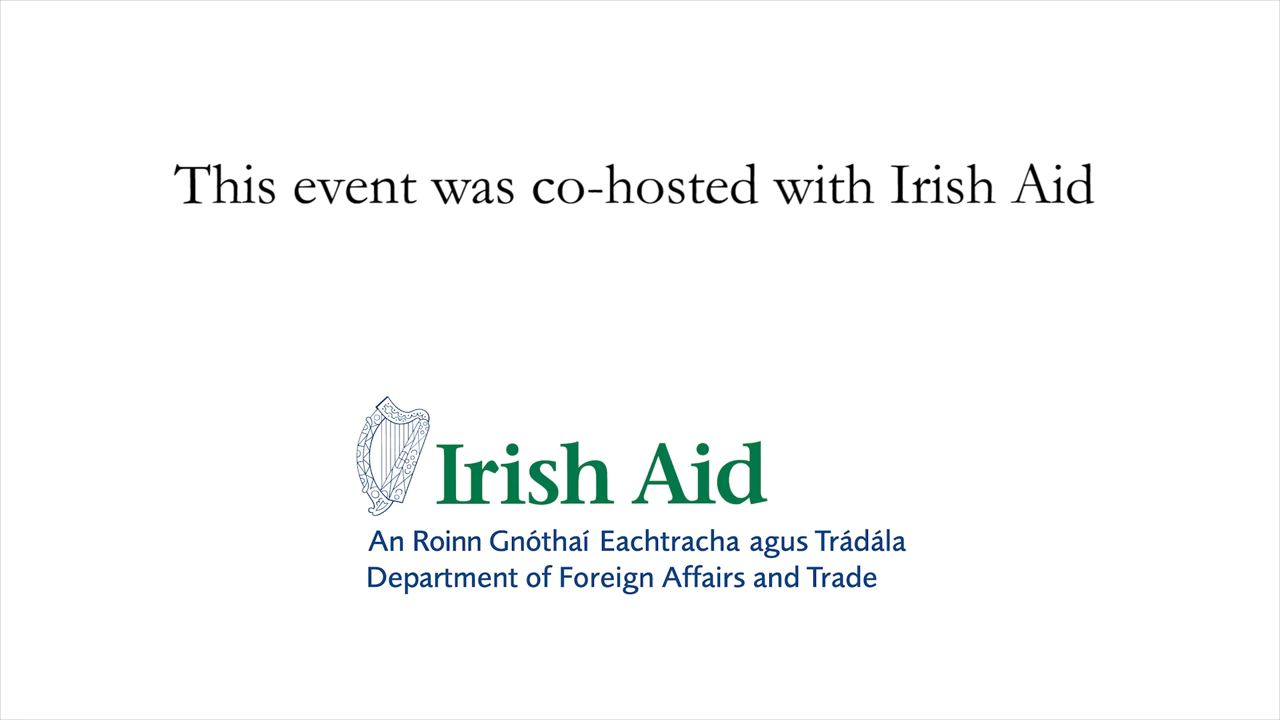 This event was co-hosted with Irish Aid
Irish Aid
An Roinn Gnóthaí Eachtracha agus Trádála
Department of Foreign Affairs and Trade